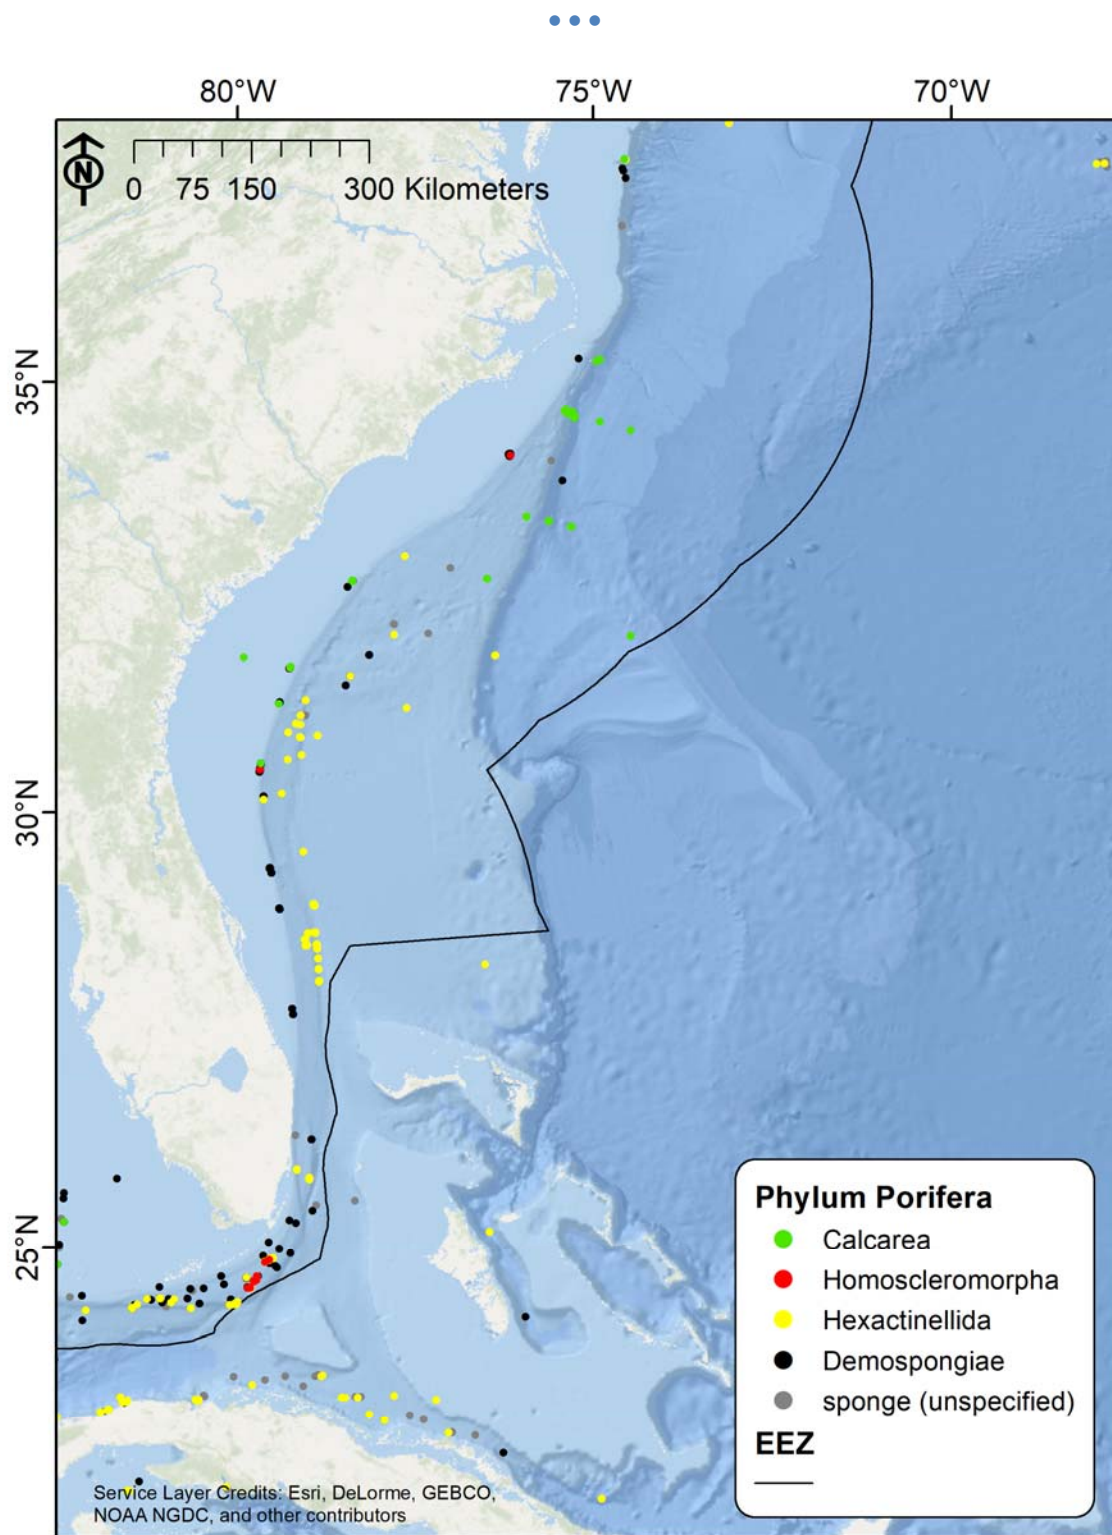 80°W 75°W 70°W
N
0 75 150 300 Kilometers
35°N
30°N
25°N
Phylum Porifera
Calcarea
Homoscleromorpha
Hexactinellida
Demospongiae
sponge (unspecified)
EEZ
Service Layer Credits: Esri, DeLorme, GEBCO,
NOAA NGDC, and other contributors